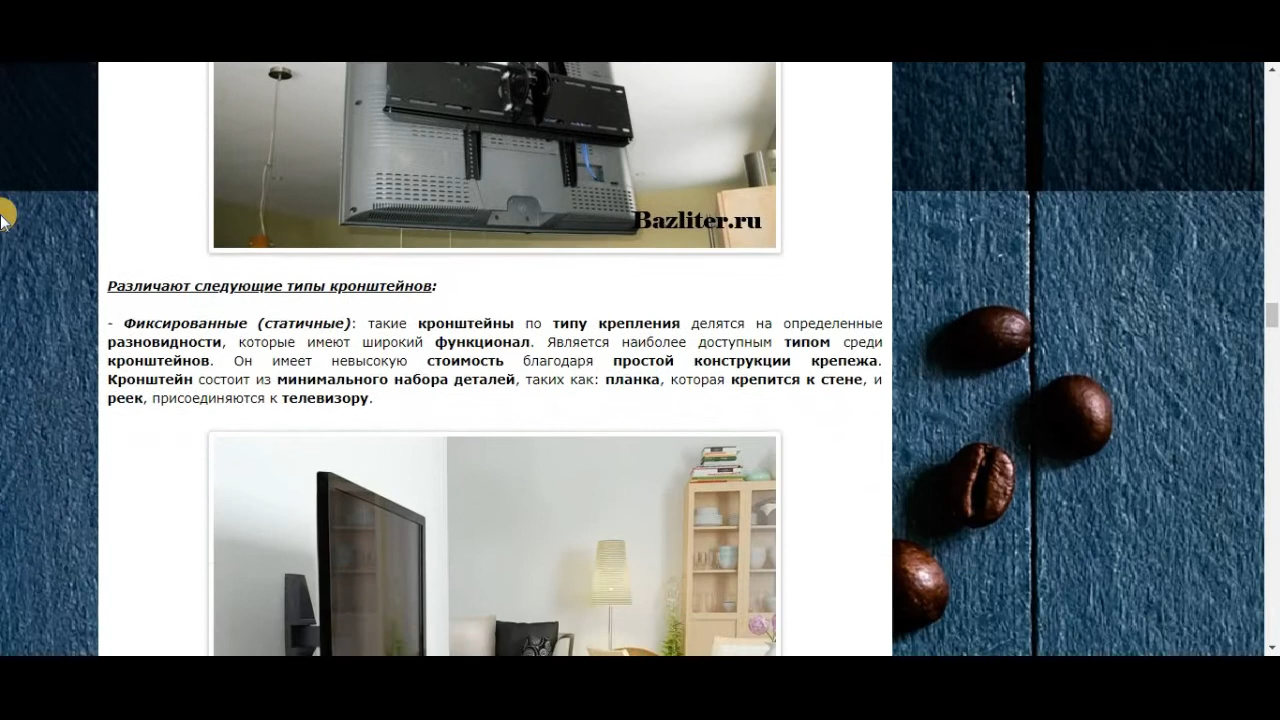 Bazliter.ru
Различают следующие типы кронштейнов:
- Фиксированные (статичные): такие кронштейны по типу крепления делятся на определенные
разновидности, которые имеют широкий функционал. Является наиболее доступным типом среди
кронштейнов. Он имеет невысокую стоимость благодаря простой конструкции крепежа.
Кронштейн состоит из минимального набора деталей, таких как: планка, которая крепится к стене, и
реек, присоединяются к телевизору.